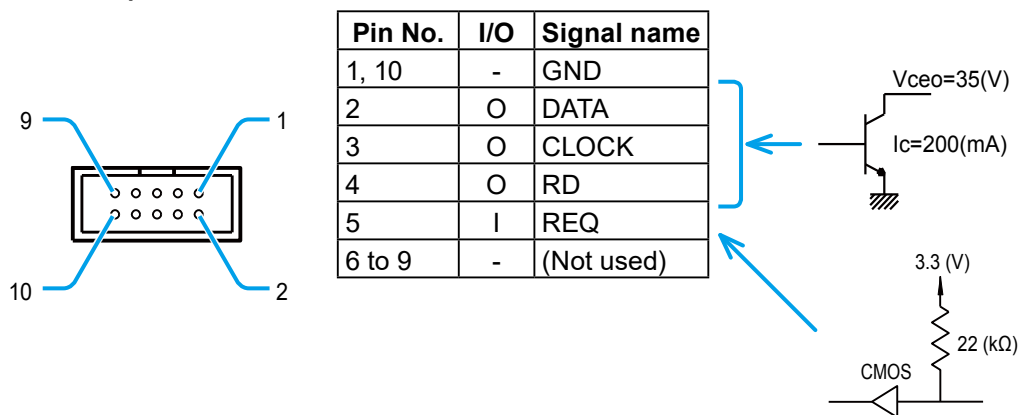 9
1
10
2
Pin No. I/O Signal name
1, 10 - GND
2 O DATA
3 O CLOCK
4 O RD
5 I REQ
6 to 9 - (Not used)
Vceo=35(V)
Ic=200(mA)
3.3 (V)
22 (kΩ)
CMOS